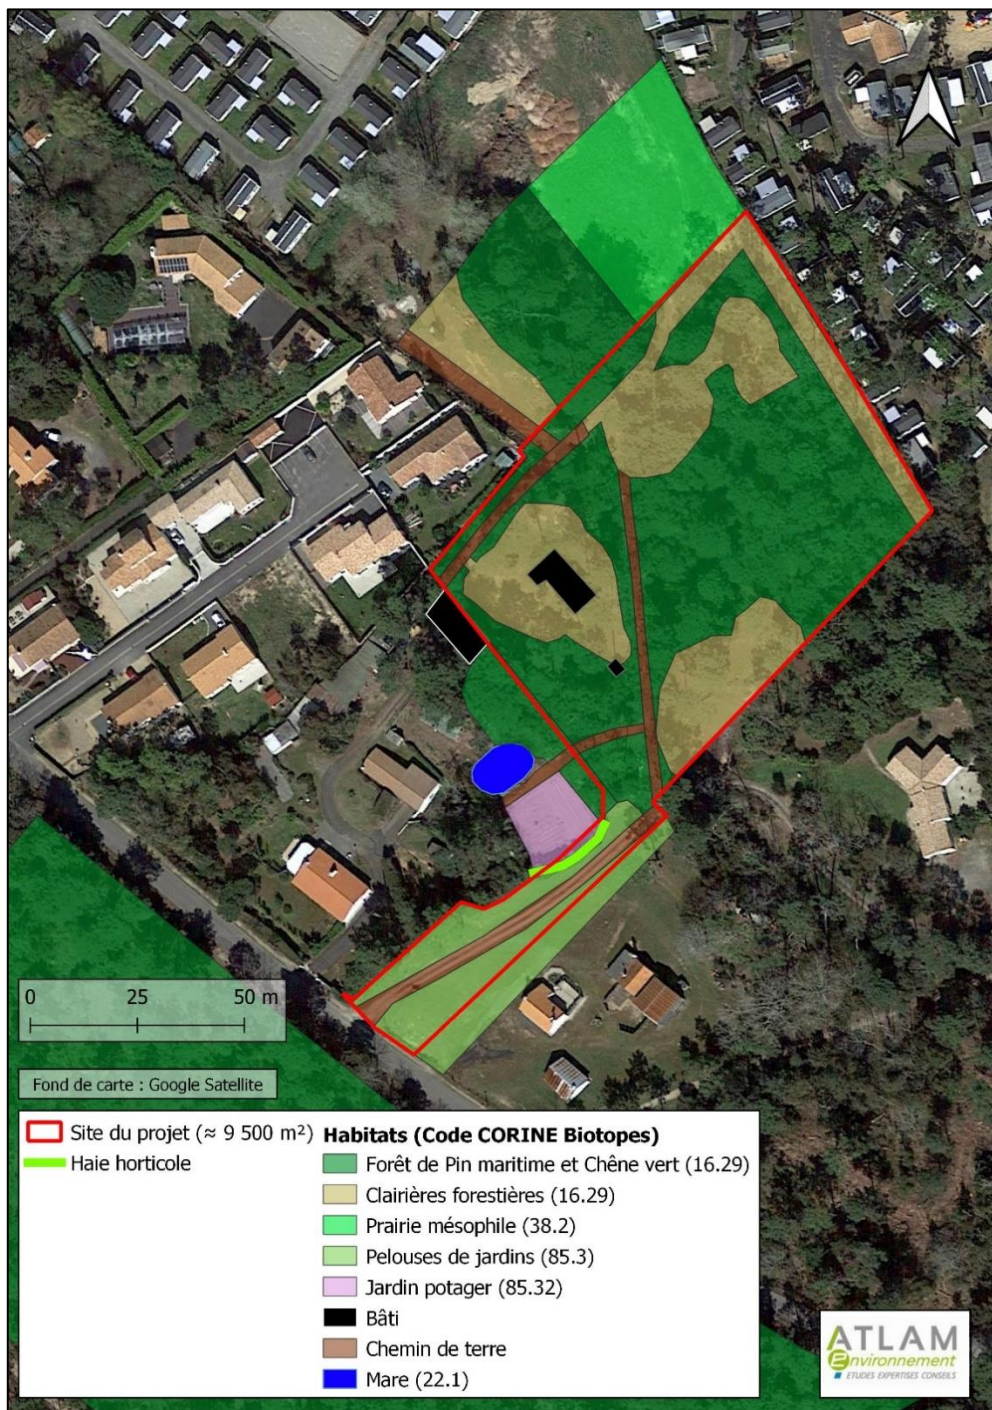 0 25 50 m
Fond de carte : Google Satellite
Site du projet (≈ 9 500 m²)
Haie horticole
Habitats (Code CORINE Biotopes)
Forêt de Pin maritime et Chêne vert (16.29)
Clairières forestières (16.29)
Prairie mésophile (38.2)
Pelouses de jardins (85.3)
Jardin potager (85.32)
Bâti
Chemin de terre
Mare (22.1)
ATLAM
environnement
ETUDES EXPERTISES CONSEILS